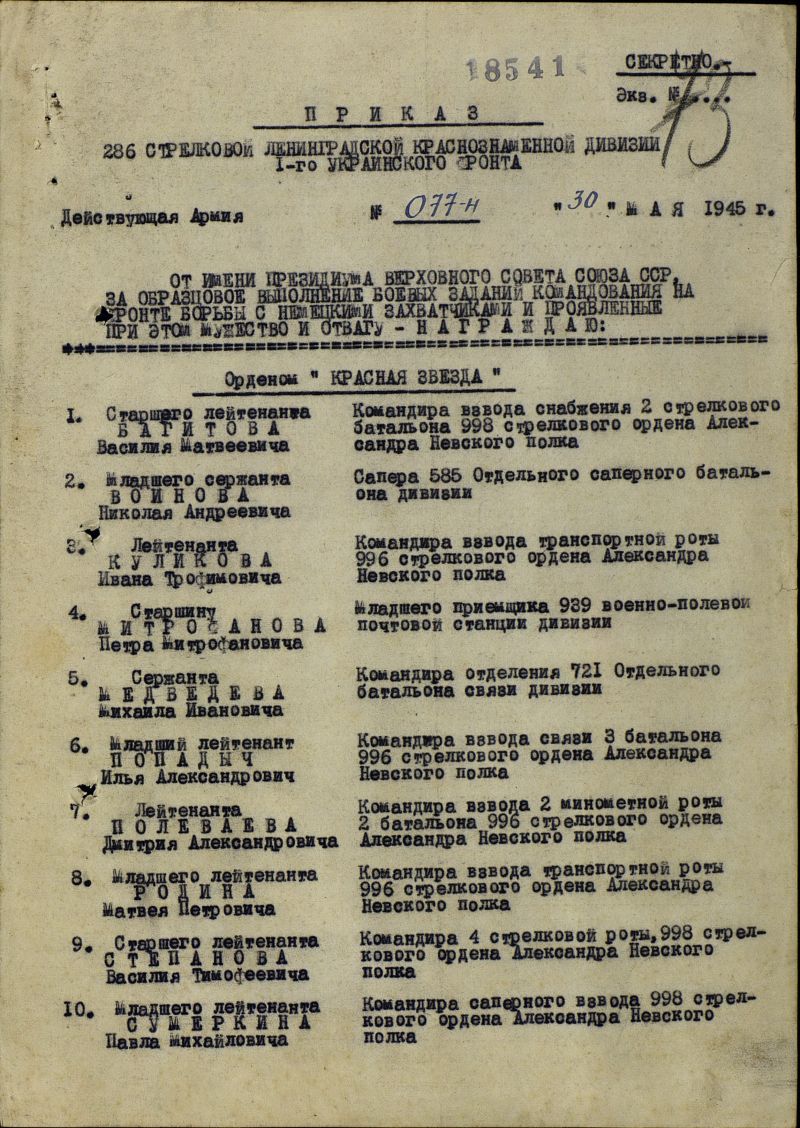 18541
СЕКРЕТНО.-
Экв. №....
13
П Р И К А З
286 СТРЕЛКОВОЙ ЛЕНИНГРАДСКОЙ КРАСНОЗНАМЕННОЙ ДИВИЗИИ
I-го УКРАИНСКОГО ФРОНТА
Действующая Армия № 077-н "30" М А Я 1945 г.
ОТ ИМЕНИ ПРЕЗИДИУМА ВЕРХОВНОГО СОВЕТА СОЮЗА ССР,
ЗА ОБРАЗЦОВОЕ ВЫПОЛНЕНИЕ БОЕВЫХ ЗАДАНИЙ КОМАНДОВАНИЯ НА
ФРОНТЕ БОРЬБЫ С НЕМЕЦКИМИ ЗАХВАТЧИКАМИ И ПРОЯВЛЕННЫЕ
ПРИ ЭТОМ МУЖЕСТВО И ОТВАГУ - Н А Г Р А Ж Д А Ю:
Орденом " КРАСНАЯ ЗВЕЗДА "
I. Старшего лейтенанта
Б А Г И Т О В А
Василия Матвеевича
Командира взвода снабжения 2 стрелкового
батальона 998 стрелкового ордена Алек-
сандра Невского полка
2. Младшего сержанта
В О И Н О В А
Николая Андреевича
Сапера 585 Отдельного саперного баталь-
она дивизии
3. Лейтенанта
К У Л И К О В А
Ивана Трофимовича
Командира взвода транспортной роты
996 стрелкового ордена Александра
Невского полка
4. Старшину
М И Т Р О Ф А Н О В А
Петра Митрофановича
Младшего приемщика 939 военно-полевой
почтовой станции дивизии
5. Сержанта
М Е Д В Е Д Е В А
Михаила Ивановича
Командира отделения 721 Отдельного
батальона связи дивизии
6. Младший лейтенант
П О П А Д Ы Ч
Илья Александрович
Командира взвода связи 3 батальона
996 стрелкового ордена Александра
Невского полка
7. Лейтенанта
П О Л Е В А Е В А
Дмитрия Александровича
Командира взвода 2 минометной роты
2 батальона 996 стрелкового ордена
Александра Невского полка
8. Младшего лейтенанта
Р О Д И Н А
Матвея Петровича
Командира взвода транспортной роты
996 стрелкового ордена Александра
Невского полка
9. Старшего лейтенанта
С Т Е П А Н О В А
Василия Тимофеевича
Командира 4 стрелковой роты,998 стрел-
кового ордена Александра Невского
полка
IO. Младшего лейтенанта
С У М Е Р К И Н А
Павла Михайловича
Командира саперного взвода 998 стрел-
кового ордена Александра Невского
полка